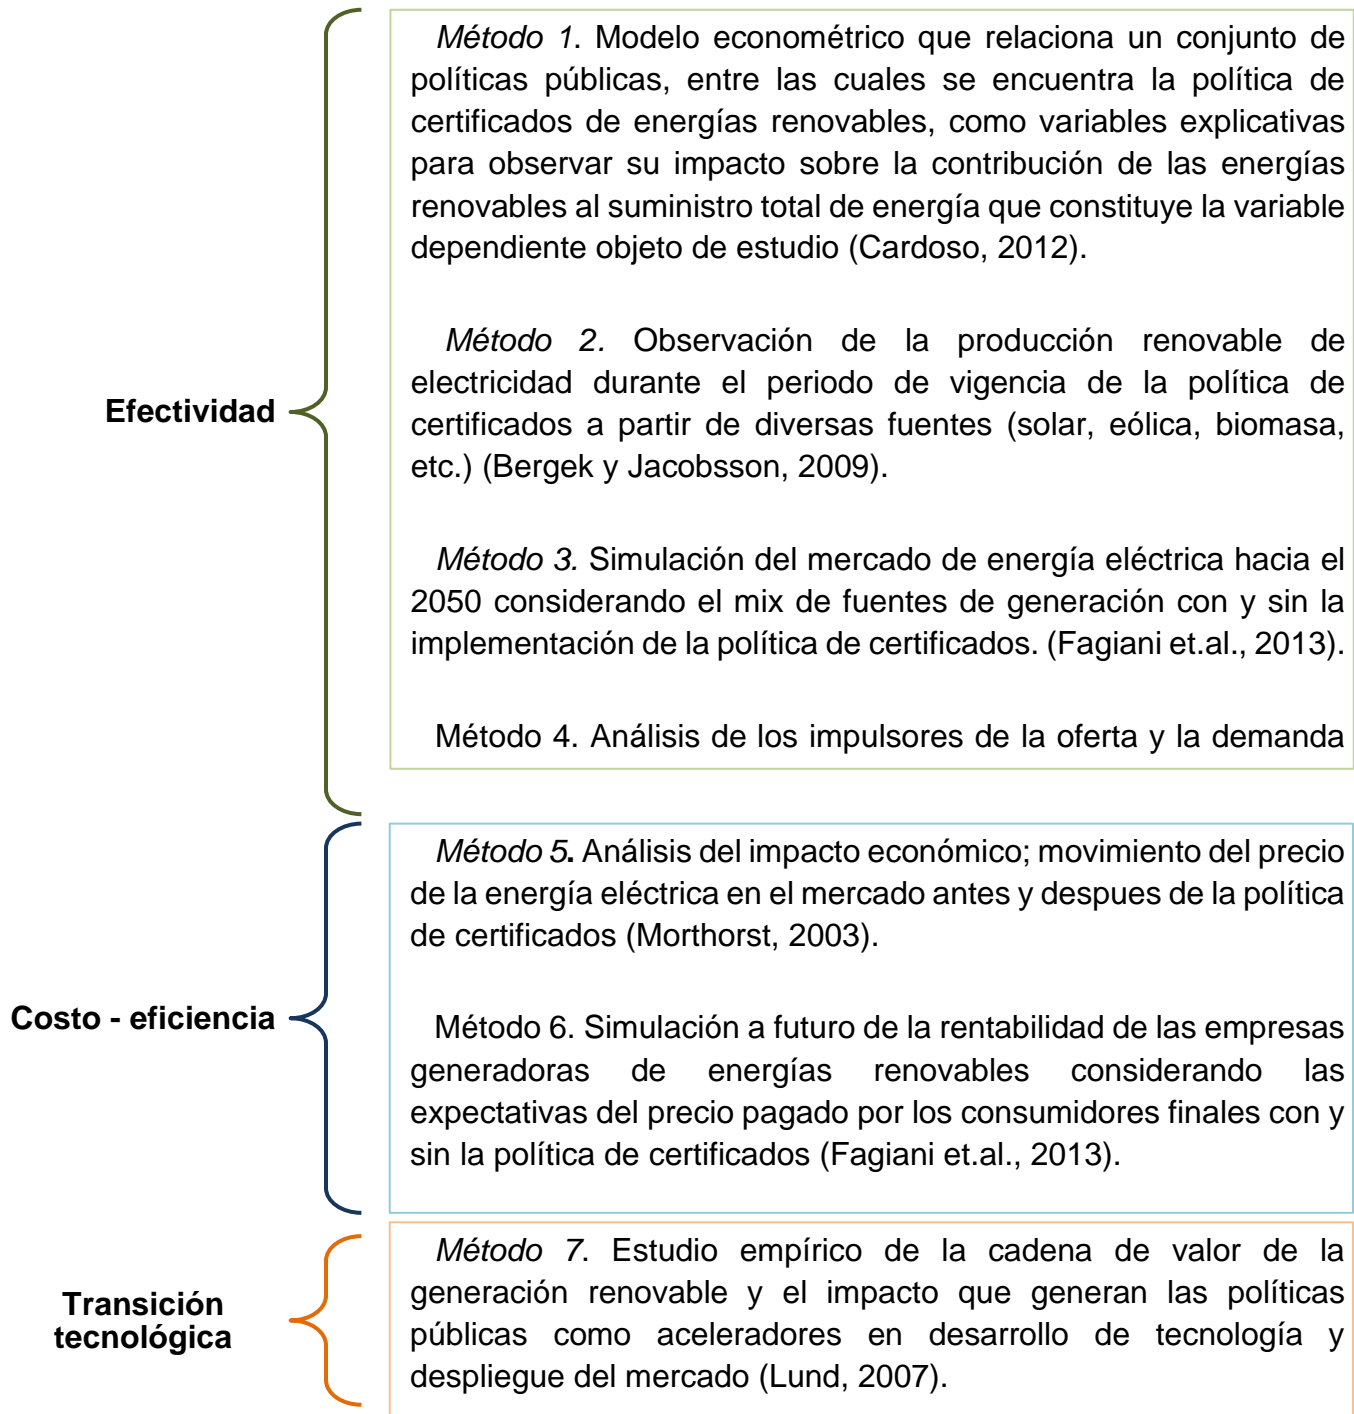 Método 1. Modelo econométrico que relaciona un conjunto de
políticas públicas, entre las cuales se encuentra la política de
certificados de energías renovables, como variables explicativas
para observar su impacto sobre la contribución de las energías
renovables al suministro total de energía que constituye la variable
dependiente objeto de estudio (Cardoso, 2012).
Método 2. Observación de la producción renovable de
electricidad durante el periodo de vigencia de la política de
certificados a partir de diversas fuentes (solar, eólica, biomasa,
etc.) (Bergek y Jacobsson, 2009).
Efectividad
Método 3. Simulación del mercado de energía eléctrica hacia el
2050 considerando el mix de fuentes de generación con y sin la
implementación de la política de certificados. (Fagiani et.al., 2013).
Método 4. Análisis de los impulsores de la oferta y la demanda
Método 5. Análisis del impacto económico; movimiento del precio
de la energía eléctrica en el mercado antes y despues de la política
de certificados (Morthorst, 2003).
Costo - eficiencia
Método 6. Simulación a futuro de la rentabilidad de las empresas
generadoras de energías renovables considerando las
expectativas del precio pagado por los consumidores finales con y
sin la política de certificados (Fagiani et.al., 2013).
Transición
tecnológica
Método 7. Estudio empírico de la cadena de valor de la
generación renovable y el impacto que generan las políticas
públicas como aceleradores en desarrollo de tecnología y
despliegue del mercado (Lund, 2007).